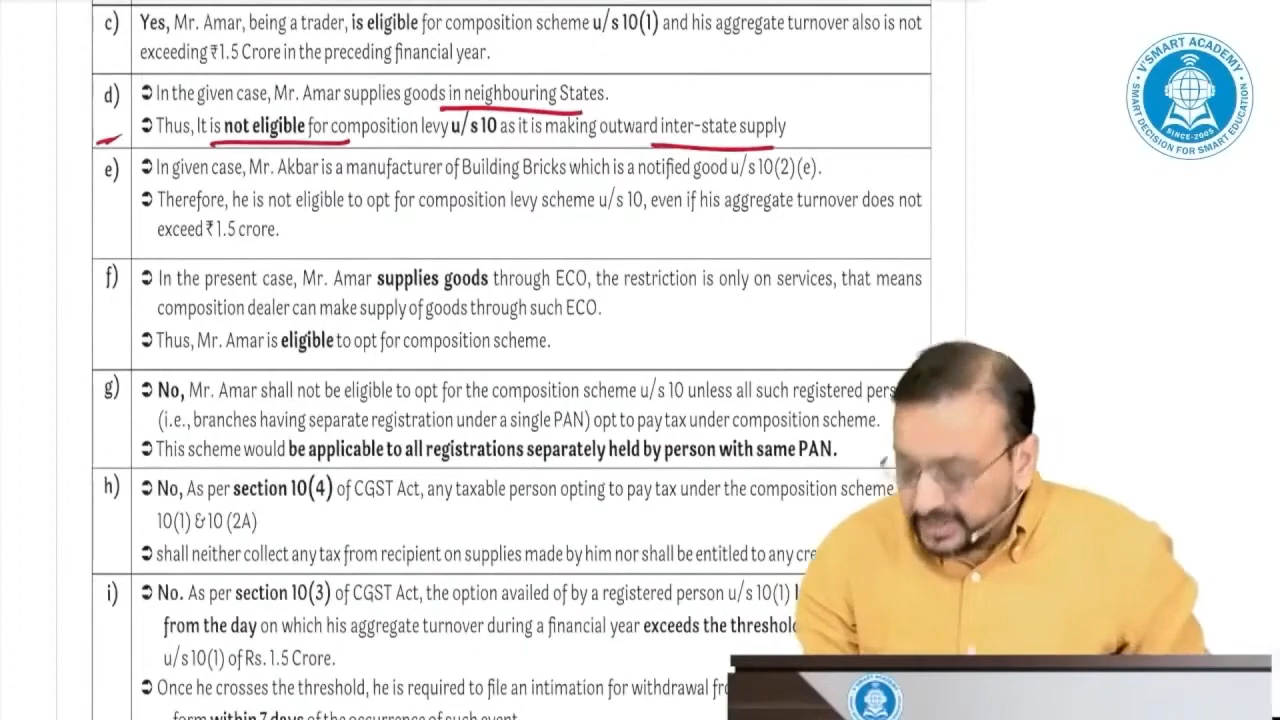 c) Yes, Mr. Amar, being a trader, is eligible for composition scheme u/s 10(1) and his aggregate turnover also is not
exceeding ₹1.5 Crore in the preceding financial year.
d) ➲ In the given case, Mr. Amar supplies goods in neighbouring States.
➲ Thus, It is not eligible for composition levy u/s 10 as it is making outward inter-state supply
e) ➲ In given case, Mr. Akbar is a manufacturer of Building Bricks which is a notified good u/s 10(2)(e).
➲ Therefore, he is not eligible to opt for composition levy scheme u/s 10, even if his aggregate turnover does not
exceed ₹1.5 crore.
f) ➲ In the present case, Mr. Amar supplies goods through ECO, the restriction is only on services, that means
composition dealer can make supply of goods through such ECO.
➲ Thus, Mr. Amar is eligible to opt for composition scheme.
g) ➲ No, Mr. Amar shall not be eligible to opt for the composition scheme u/s 10 unless all such registered pers
(i.e., branches having separate registration under a single PAN) opt to pay tax under composition scheme.
➲ This scheme would be applicable to all registrations separately held by person with same PAN.
h) ➲ No, As per section 10(4) of CGST Act, any taxable person opting to pay tax under the composition scheme
10(1) & 10 (2A)
➲ shall neither collect any tax from recipient on supplies made by him nor shall be entitled to any cre
i) ➲ No. As per section 10(3) of CGST Act, the option availed of by a registered person u/s 10(1)
from the day on which his aggregate turnover during a financial year exceeds the threshold
u/s 10(1) of Rs. 1.5 Crore.
➲ Once he crosses the threshold, he is required to file an intimation for withdrawal
form within 7 days of the occurrence of such event
V'SMART ACADEMY
SINCE-2005
SMART DECISION FOR SMART EDUCATION